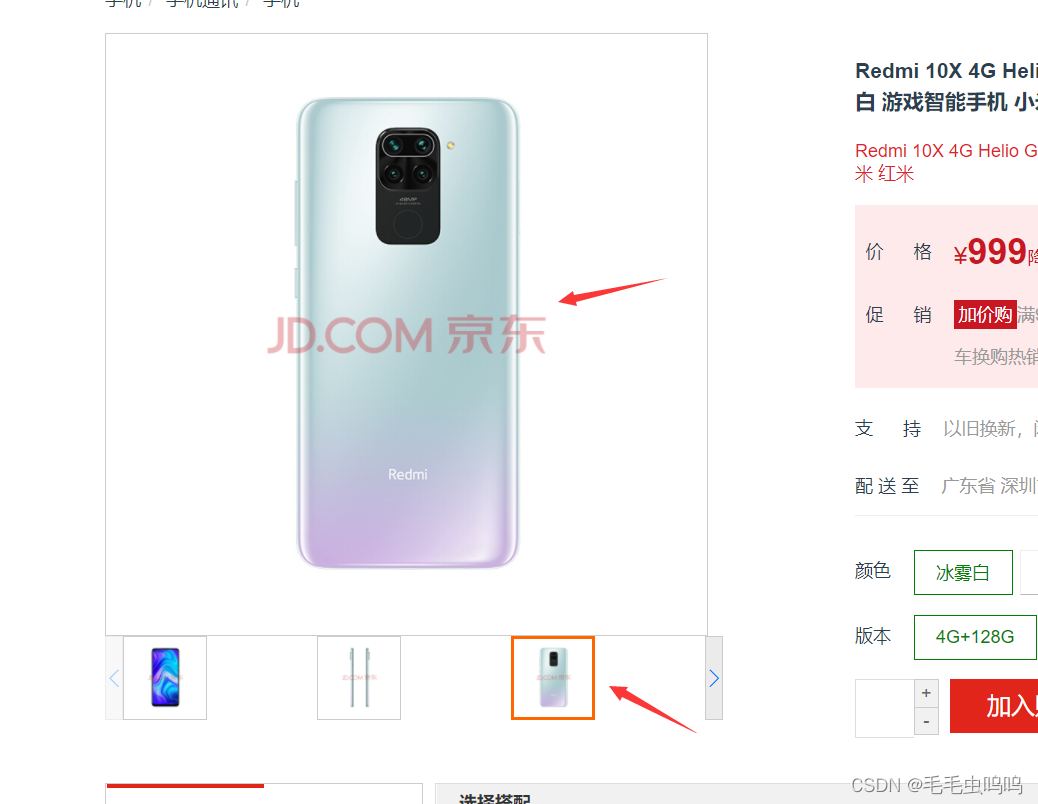 手机 / 手机通讯 / 手机
Redmi 10X 4G Heli
白 游戏智能手机 小
Redmi 10X 4G Helio G
米 红米
价 格 ¥999降
促 销 加价购 满
车换购热销
支 持 以旧换新，
配 送 至 广东省 深圳
颜色 冰雾白
版本 4G+128G
48MP
JD.COM 京东
Redmi
+
-
加入
选择搭配
CSDN @毛毛虫呜呜